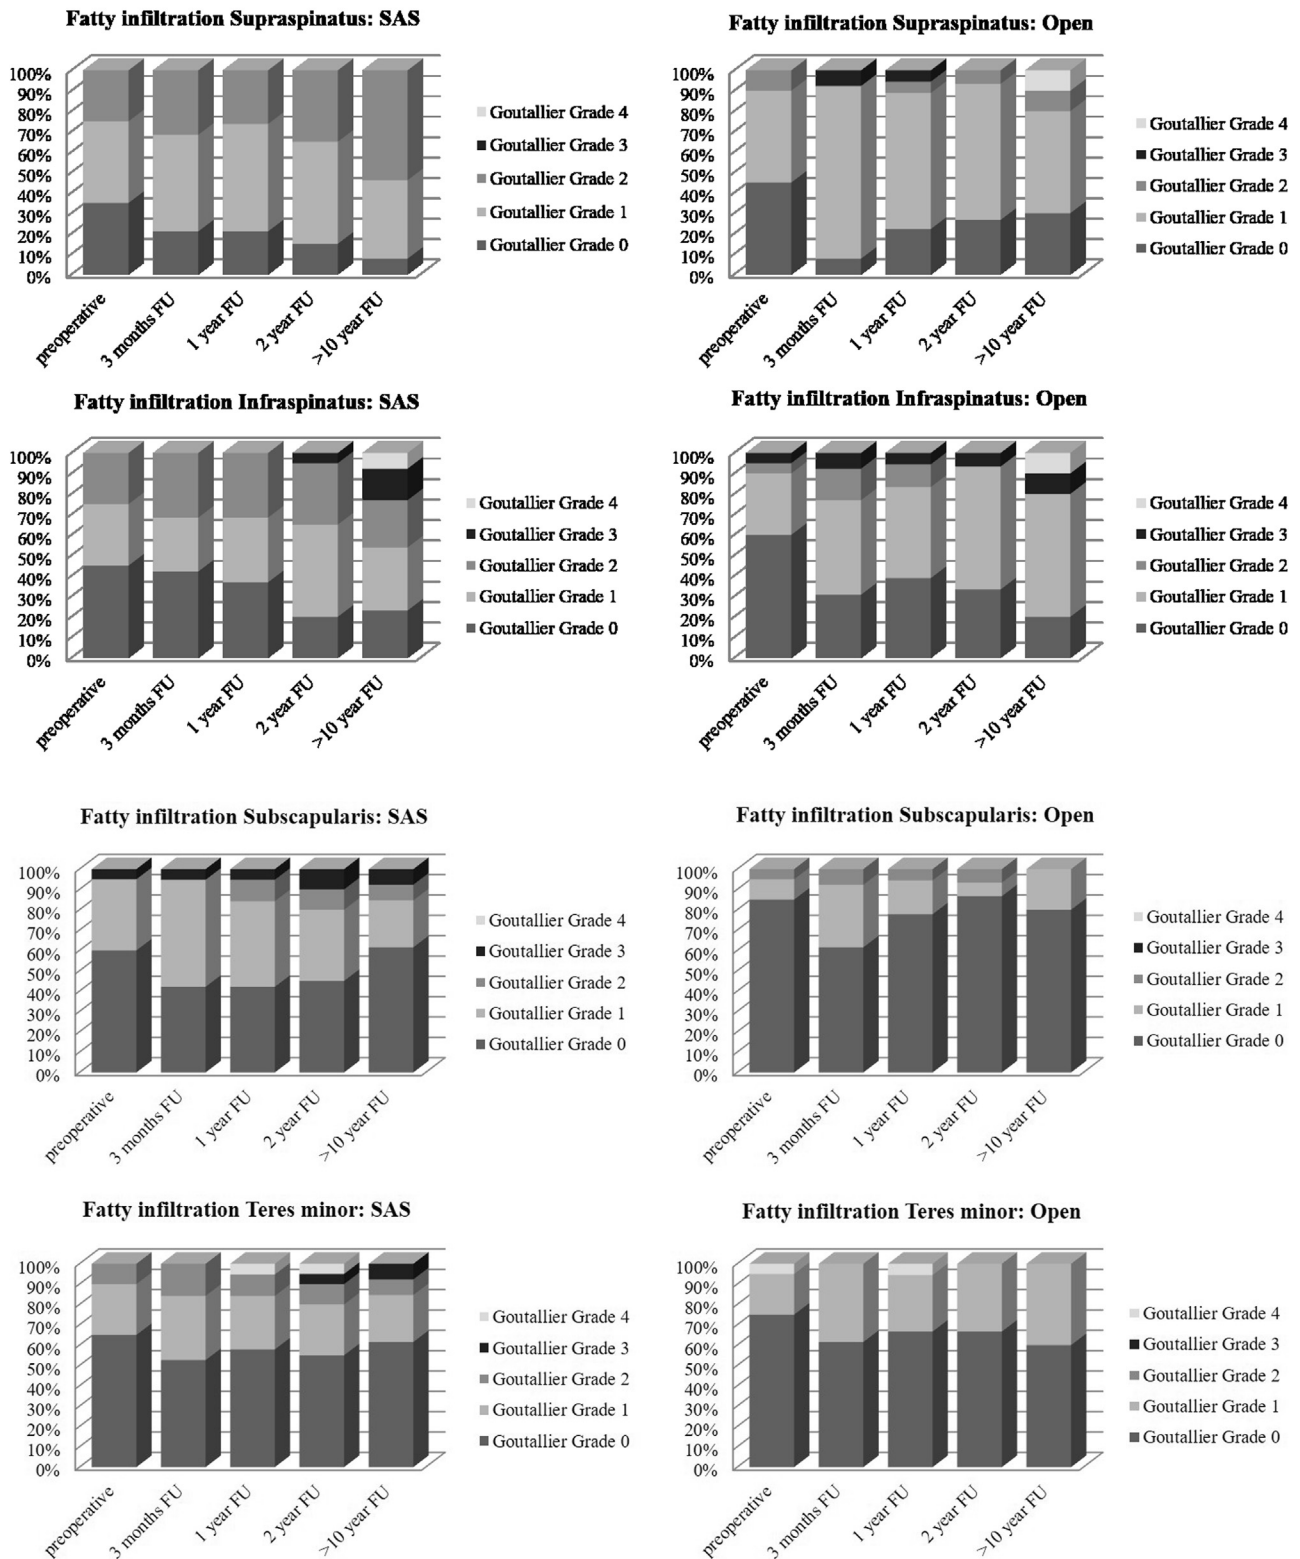 Fatty infiltration Supraspinatus: SAS
100%
90%
80%
70%
60%
50%
40%
30%
20%
10%
0%
preoperative
3 months FU
1 year FU
2 year FU
>10 year FU
Goutallier Grade 4
Goutallier Grade 3
Goutallier Grade 2
Goutallier Grade 1
Goutallier Grade 0
Fatty infiltration Supraspinatus: Open
100%
90%
80%
70%
60%
50%
40%
30%
20%
10%
0%
preoperative
3 months FU
1 year FU
2 year FU
>10 year FU
Goutallier Grade 4
Goutallier Grade 3
Goutallier Grade 2
Goutallier Grade 1
Goutallier Grade 0
Fatty infiltration Infraspinatus: SAS
100%
90%
80%
70%
60%
50%
40%
30%
20%
10%
0%
preoperative
3 months FU
1 year FU
2 year FU
>10 year FU
Goutallier Grade 4
Goutallier Grade 3
Goutallier Grade 2
Goutallier Grade 1
Goutallier Grade 0
Fatty infiltration Infraspinatus: Open
100%
90%
80%
70%
60%
50%
40%
30%
20%
10%
0%
preoperative
3 months FU
1 year FU
2 year FU
>10 year FU
Goutallier Grade 4
Goutallier Grade 3
Goutallier Grade 2
Goutallier Grade 1
Goutallier Grade 0
Fatty infiltration Subscapularis: SAS
100%
90%
80%
70%
60%
50%
40%
30%
20%
10%
0%
preoperative
3 months FU
1 year FU
2 year FU
>10 year FU
Goutallier Grade 4
Goutallier Grade 3
Goutallier Grade 2
Goutallier Grade 1
Goutallier Grade 0
Fatty infiltration Subscapularis: Open
100%
90%
80%
70%
60%
50%
40%
30%
20%
10%
0%
preoperative
3 months FU
1 year FU
2 year FU
>10 year FU
Goutallier Grade 4
Goutallier Grade 3
Goutallier Grade 2
Goutallier Grade 1
Goutallier Grade 0
Fatty infiltration Teres minor: SAS
100%
90%
80%
70%
60%
50%
40%
30%
20%
10%
0%
preoperative
3 months FU
1 year FU
2 year FU
>10 year FU
Goutallier Grade 4
Goutallier Grade 3
Goutallier Grade 2
Goutallier Grade 1
Goutallier Grade 0
Fatty infiltration Teres minor: Open
100%
90%
80%
70%
60%
50%
40%
30%
20%
10%
0%
preoperative
3 months FU
1 year FU
2 year FU
>10 year FU
Goutallier Grade 4
Goutallier Grade 3
Goutallier Grade 2
Goutallier Grade 1
Goutallier Grade 0